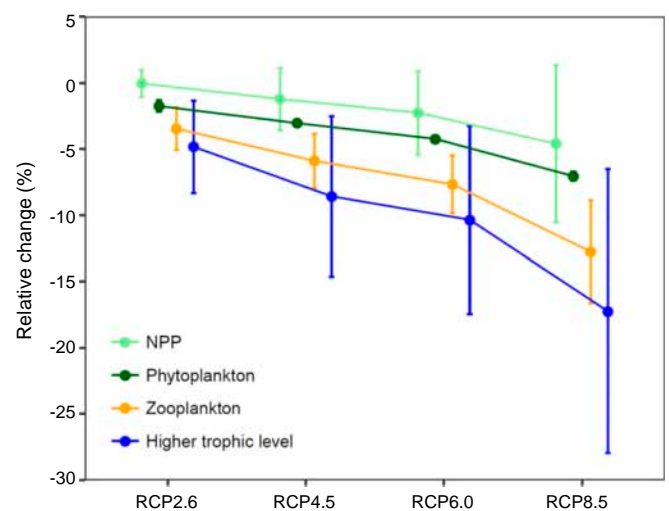 5
0
-5
-10
-15
-20
-25
-30
Relative change (%)
NPP
Phytoplankton
Zooplankton
Higher trophic level
RCP2.6 RCP4.5 RCP6.0 RCP8.5